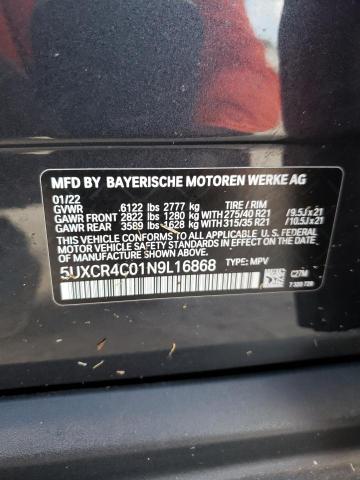 MFD BY BAYERISCHE MOTOREN WERKE AG
01/22
GVWR 6122 lbs 2777 kg TIRE / RIM
GAWR FRONT 2822 lbs 1280 kg WITH 275/40 R21 /9.5Jx21
GAWR REAR 3589 lbs 1628 kg WITH 315/35 R21 /10.5Jx21
THIS VEHICLE CONFORMS TO ALL APPLICABLE U.S. FEDERAL
MOTOR VEHICLE SAFETY STANDARDS IN EFFECT
ON THE DATE OF MANUFACTURE SHOWN ABOVE.
5UXCR4C01N9L16868 TYPE: MPV
C27M